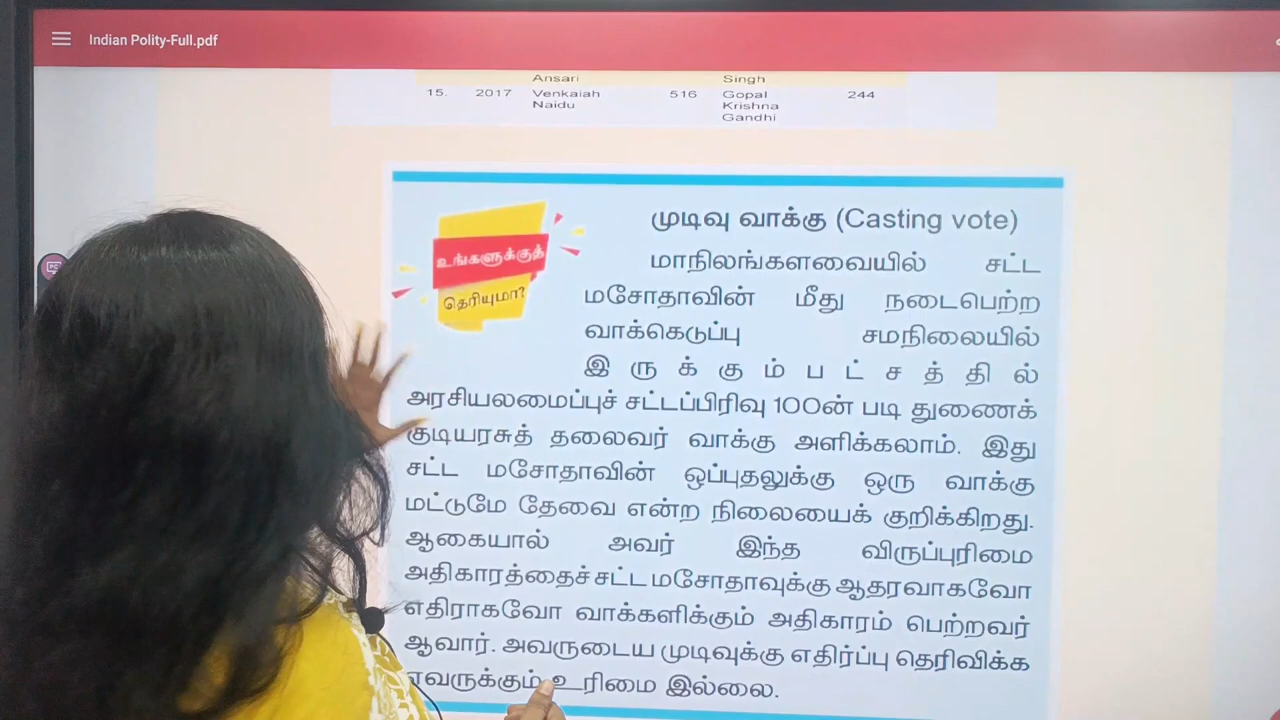 Indian Polity-Full.pdf
Ansari Singh
15. 2017 Venkaiah 516 Gopal 244
Naidu Krishna
Gandhi
உங்களுக்குத்
தெரியுமா?
முடிவு வாக்கு (Casting vote)
மாநிலங்களவையில் சட்ட
மசோதாவின் மீது நடைபெற்ற
வாக்கெடுப்பு சமநிலையில்
இருக்கும்பட்சத்தில்
அரசியலமைப்புச் சட்டப்பிரிவு 100ன் படி துணைக்
குடியரசுத் தலைவர் வாக்கு அளிக்கலாம். இது
சட்ட மசோதாவின் ஒப்புதலுக்கு ஒரு வாக்கு
மட்டுமே தேவை என்ற நிலையைக் குறிக்கிறது.
ஆகையால் அவர் இந்த விருப்புரிமை
அதிகாரத்தைச் சட்ட மசோதாவுக்கு ஆதரவாகவோ
எதிராகவோ வாக்களிக்கும் அதிகாரம் பெற்றவர்
ஆவார். அவருடைய முடிவுக்கு எதிர்ப்பு தெரிவிக்க
எவருக்கும் உரிமை இல்லை.